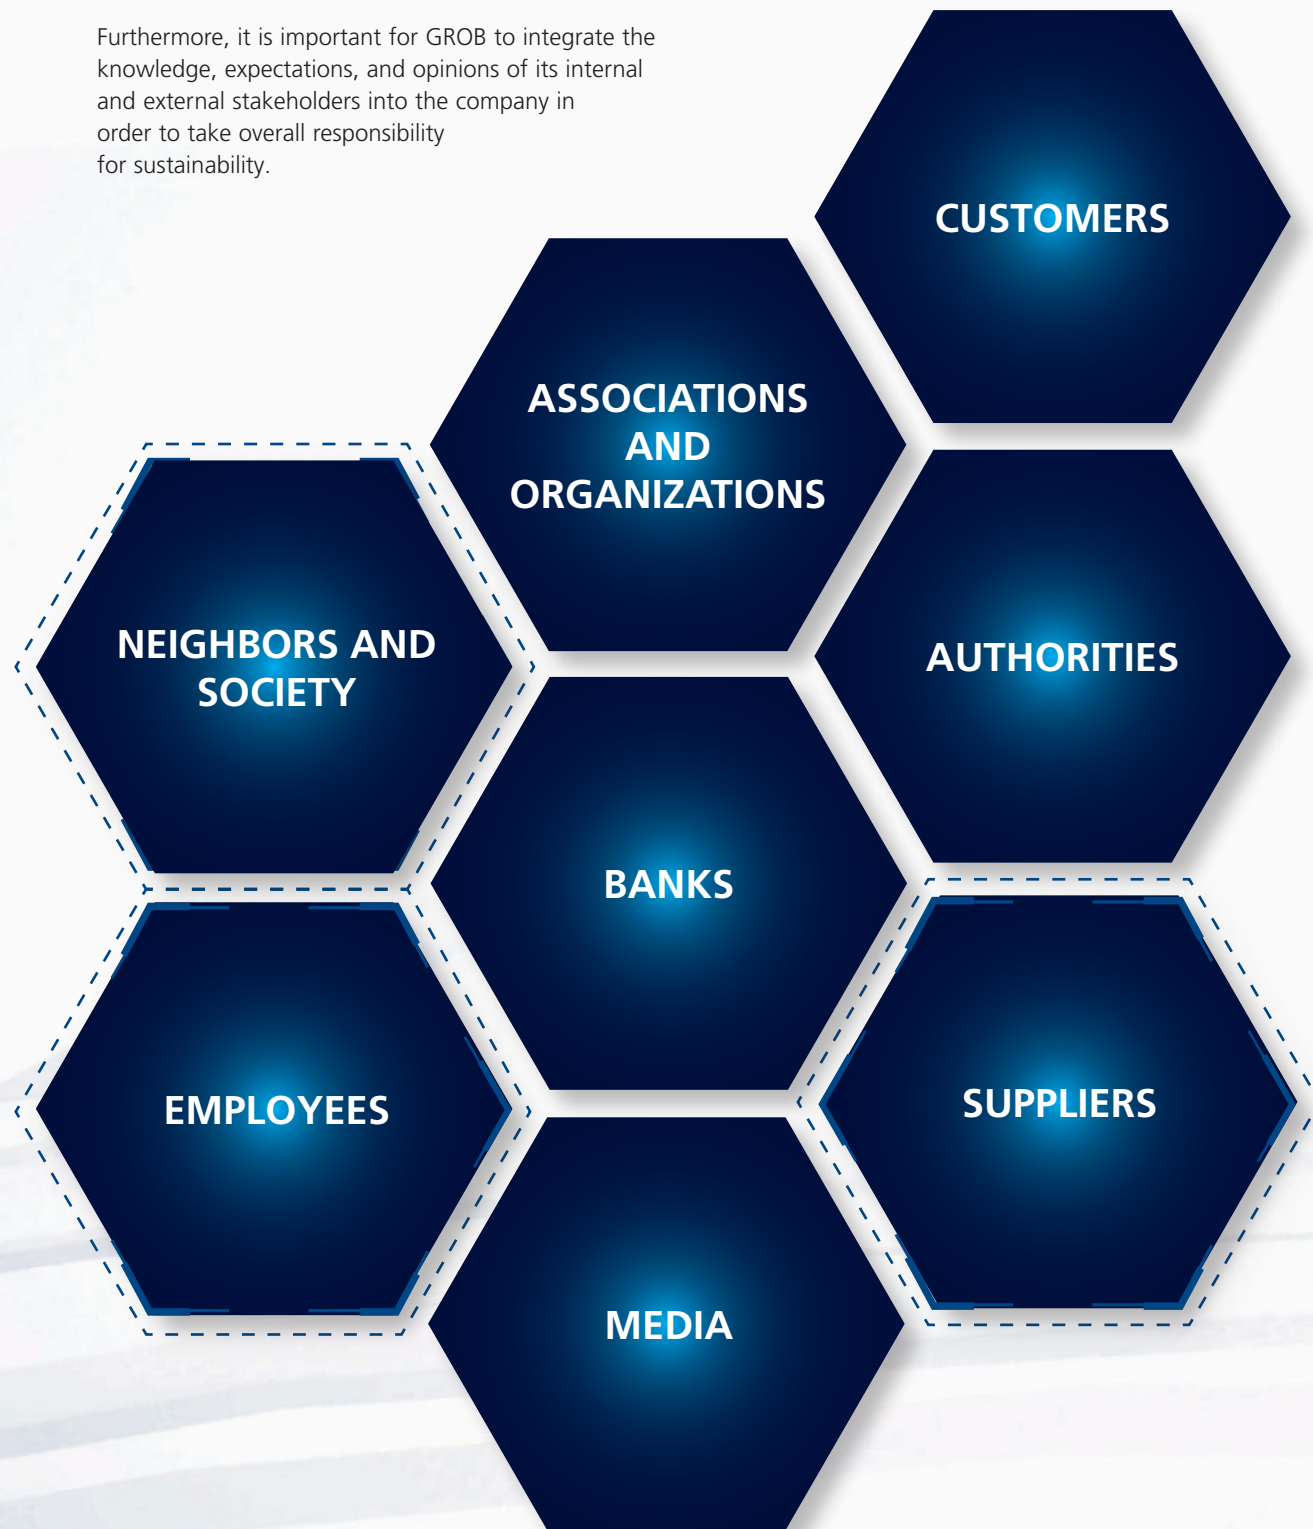 Furthermore, it is important for GROB to integrate the
knowledge, expectations, and opinions of its internal
and external stakeholders into the company in
order to take overall responsibility
for sustainability.
CUSTOMERS
ASSOCIATIONS
AND
ORGANIZATIONS
NEIGHBORS AND
SOCIETY
AUTHORITIES
BANKS
EMPLOYEES
SUPPLIERS
MEDIA